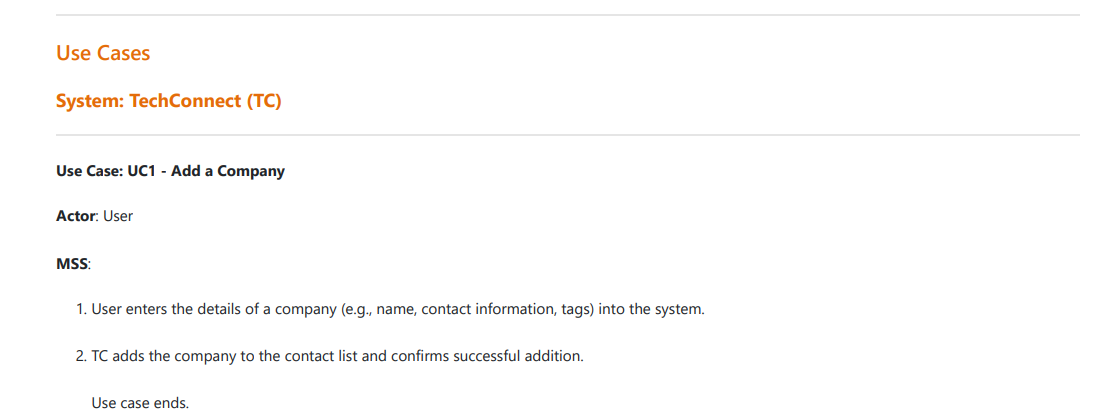 Use Cases
System: TechConnect (TC)
Use Case: UC1 - Add a Company
Actor: User
MSS:
1. User enters the details of a company (e.g., name, contact information, tags) into the system.
2. TC adds the company to the contact list and confirms successful addition.
Use case ends.